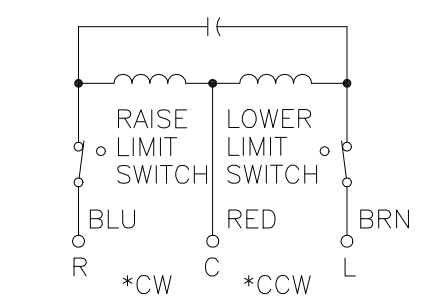 RAISE LOWER
LIMIT LIMIT
SWITCH SWITCH
BLU RED BRN
R C L
*CW *CCW